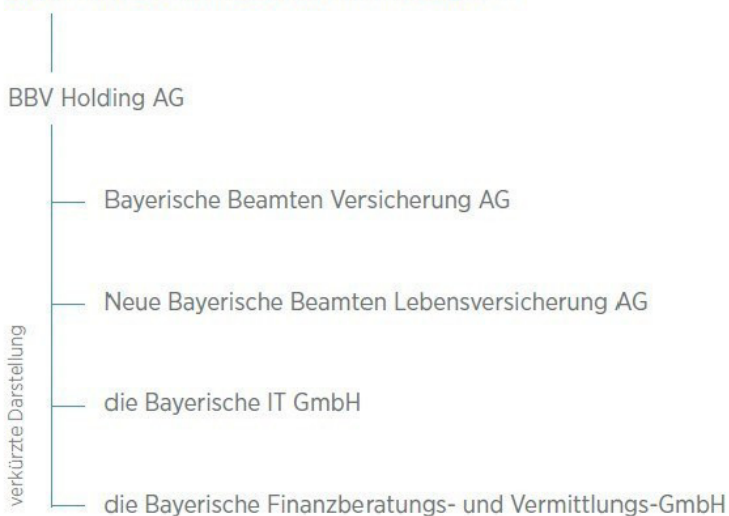 BBV Holding AG
Bayerische Beamten Versicherung AG
Neue Bayerische Beamten Lebensversicherung AG
die Bayerische IT GmbH
die Bayerische Finanzberatungs- und Vermittlungs-GmbH
verkürzte Darstellung